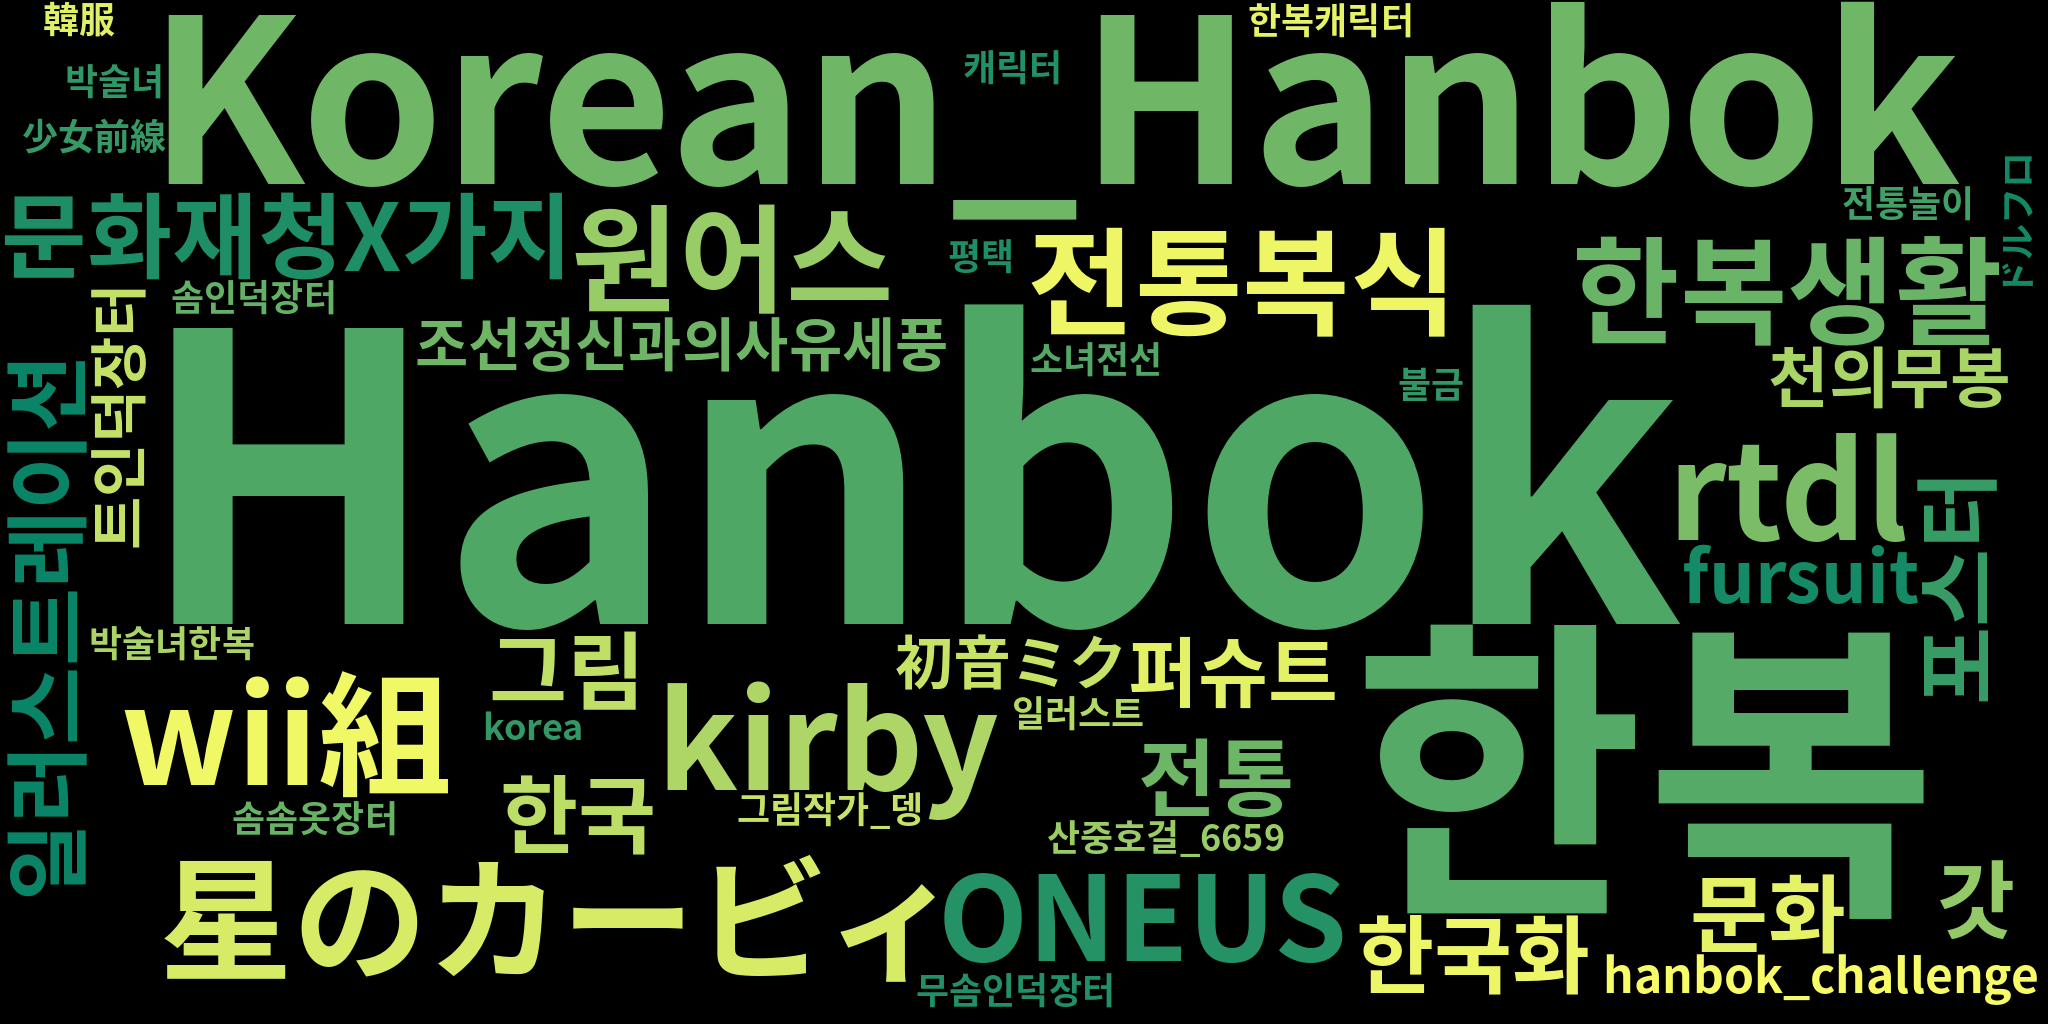 韓服
Korean_Hanbok
한복캐릭터
박술녀
캐릭터
少女前線
문화재청X가지
원어스
평택
전통복식
전통놀이
한복생활
ドルフロ
솜인덕장터
트인덕장터
조선정신과의사유세풍
소녀전선
불금
천의무봉
일러스트레이션
Hanbok
rtdl
fursuit
포스터
박술녀한복
그림
初音ミク
퍼슈트
한복
wii組
korea
kirby
일러스트
전통
솜솜옷장터
한국
그림작가_뎅
산중호걸_6659
星のカービィ
ONEUS
한국화
문화
갓
무솜인덕장터
hanbok_challenge